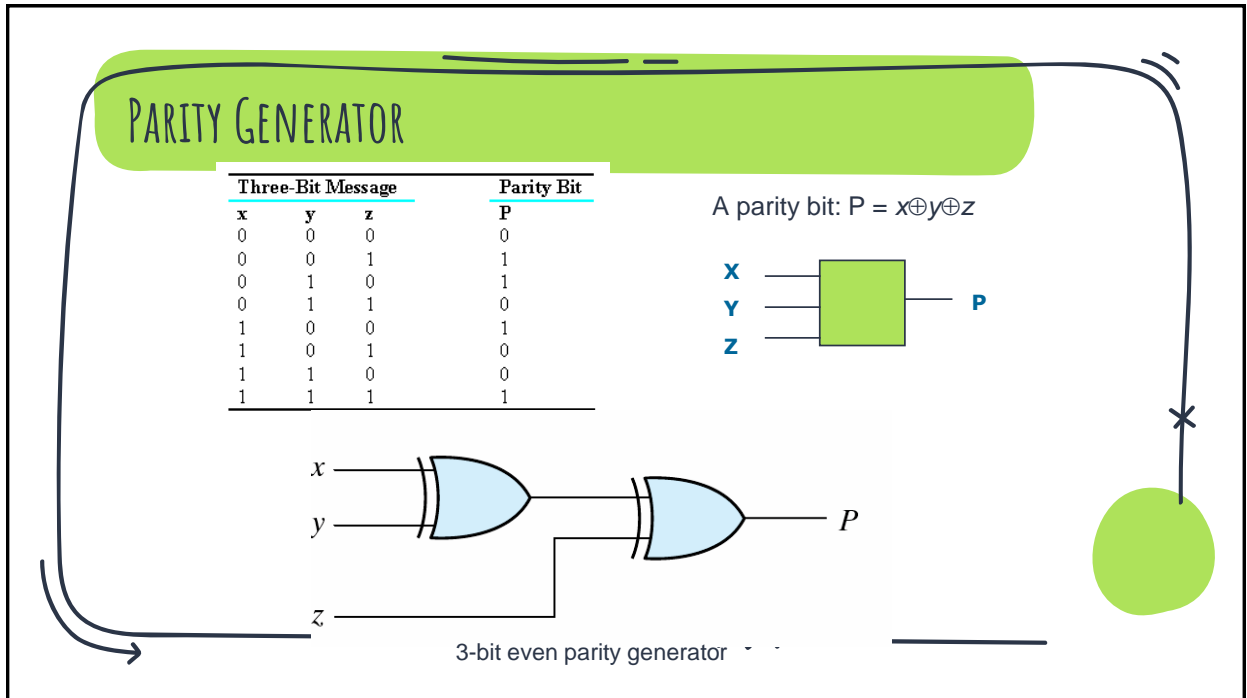 PARITY GENERATOR
Three-Bit Message Parity Bit
x y z P
0 0 0 0
0 0 1 1
0 1 0 1
0 1 1 0
1 0 0 1
1 0 1 0
1 1 0 0
1 1 1 1
A parity bit: P = x⊕y⊕z
X
Y
Z
P
x
y
z
P
3-bit even parity generator